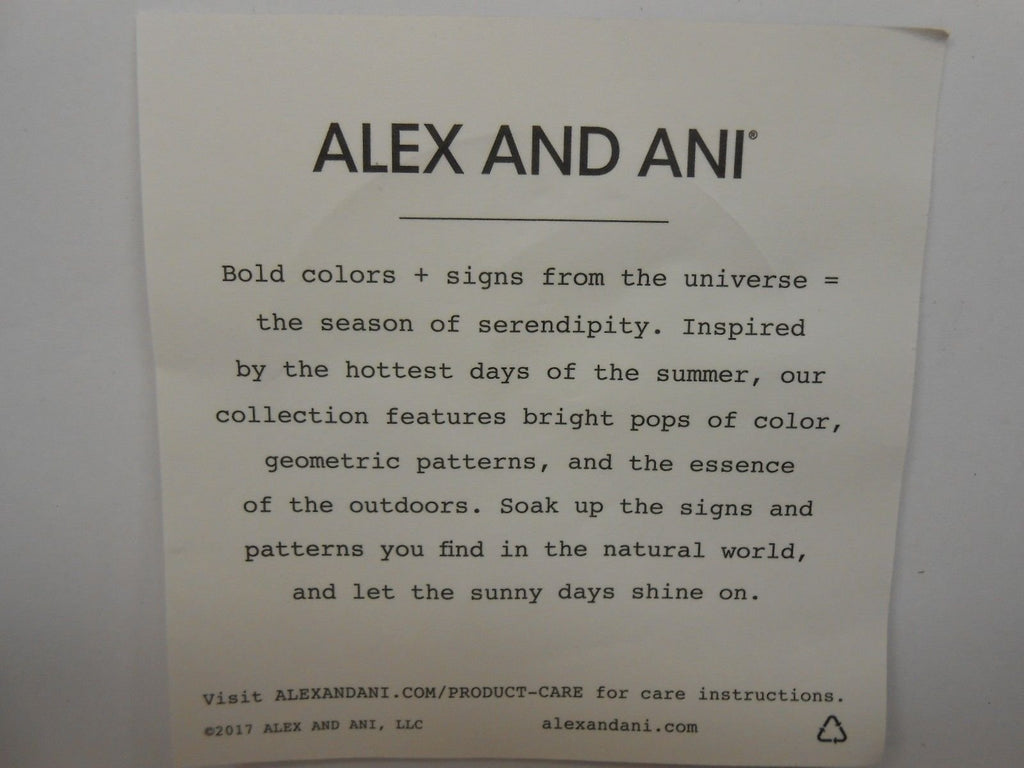 ALEX AND ANI®
Bold colors + signs from the universe =
the season of serendipity. Inspired
by the hottest days of the summer, our
collection features bright pops of color,
geometric patterns, and the essence
of the outdoors. Soak up the signs and
patterns you find in the natural world,
and let the sunny days shine on.
Visit ALEXANDANI.COM/PRODUCT-CARE for care instructions.
©2017 ALEX AND ANI, LLC alexandani.com